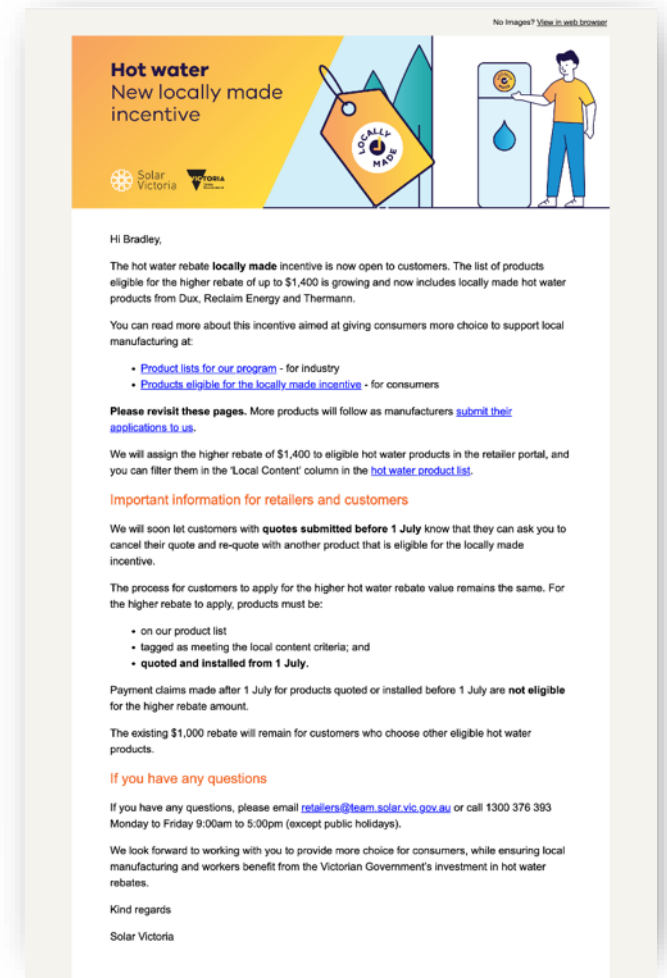 No Images? View in web browser
Hot water
New locally made
incentive
LOCALLY
MADE
Solar
Victoria
VICTORIA
Hi Bradley,
The hot water rebate locally made incentive is now open to customers. The list of products
eligible for the higher rebate of up to $1,400 is growing and now includes locally made hot water
products from Dux, Reclaim Energy and Thermann.
You can read more about this incentive aimed at giving consumers more choice to support local
manufacturing at:
• Product lists for our program - for industry
• Products eligible for the locally made incentive - for consumers
Please revisit these pages. More products will follow as manufacturers submit their
applications to us.
We will assign the higher rebate of $1,400 to eligible hot water products in the retailer portal, and
you can filter them in the 'Local Content' column in the hot water product list.
Important information for retailers and customers
We will soon let customers with quotes submitted before 1 July know that they can ask you to
cancel their quote and re-quote with another product that is eligible for the locally made
incentive.
The process for customers to apply for the higher hot water rebate value remains the same. For
the higher rebate to apply, products must be:
• on our product list
• tagged as meeting the local content criteria; and
• quoted and installed from 1 July.
Payment claims made after 1 July for products quoted or installed before 1 July are not eligible
for the higher rebate amount.
The existing $1,000 rebate will remain for customers who choose other eligible hot water
products.
If you have any questions
If you have any questions, please email retailers@team.solar.vic.gov.au or call 1300 376 393
Monday to Friday 9:00am to 5:00pm (except public holidays).
We look forward to working with you to provide more choice for consumers, while ensuring local
manufacturing and workers benefit from the Victorian Government's investment in hot water
rebates.
Kind regards
Solar Victoria